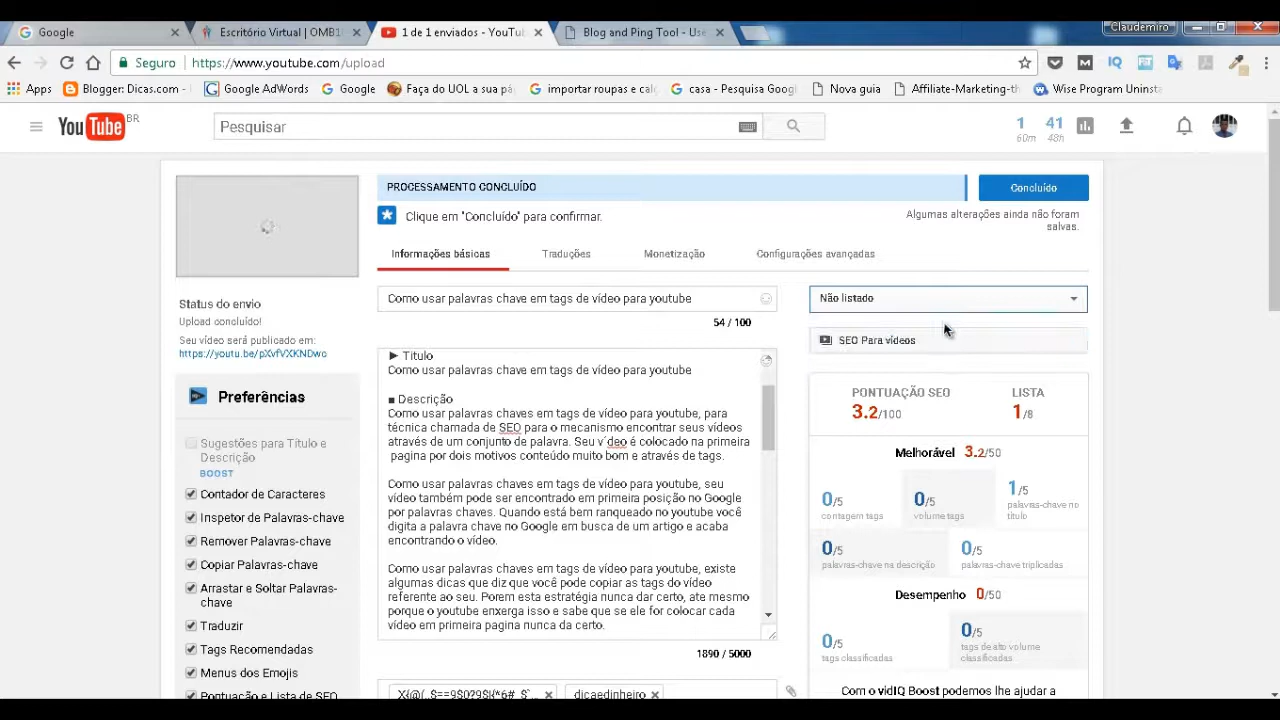 Google
Escritório Virtual | OMB1
1 de 1 enviados - YouTu
Blog and Ping Tool - Use
Claudemiro
Seguro
https://www.youtube.com/upload
Apps
Blogger: Dicas.com -
Google AdWords
Google
Faça do UOL a sua pá
importar roupas e calç
casa - Pesquisa Googl
Nova guia
Affiliate-Marketing-th
Wise Program Uninsta
YouTube BR
Pesquisar
1
60m
41
48h
PROCESSAMENTO CONCLUÍDO
Concluído
Clique em "Concluído" para confirmar.
Algumas alterações ainda não foram
salvas.
Informações básicas
Traduções
Monetização
Configurações avançadas
Como usar palavras chave em tags de vídeo para youtube
54 / 100
Não listado
SEO Para vídeos
Status do envio
Upload concluído!
Seu vídeo será publicado em:
https://youtu.be/pXvfVXKNDwo
Preferências
Sugestões para Título e
Descrição
BOOST
Contador de Caracteres
Inspetor de Palavras-chave
Remover Palavras-chave
Copiar Palavras-chave
Arrastar e Soltar Palavras-
chave
Traduzir
Tags Recomendadas
Menus dos Emojis
Pontuação e Lista de SEO
► Titulo
Como usar palavras chave em tags de vídeo para youtube
■ Descrição
Como usar palavras chaves em tags de vídeo para youtube, para
técnica chamada de SEO para o mecanismo encontrar seus vídeos
através de um conjunto de palavra. Seu v´deo é colocado na primeira
pagina por dois motivos conteúdo muito bom e através de tags.
Como usar palavras chaves em tags de vídeo para youtube, seu
vídeo também pode ser encontrado em primeira posição no Google
por palavras chaves. Quando está bem ranqueado no youtube você
digita a palavra chave no Google em busca de um artigo e acaba
encontrando o vídeo.
Como usar palavras chaves em tags de vídeo para youtube, existe
algumas dicas que diz que você pode copiar as tags do vídeo
referente ao seu. Porem esta estratégia nunca dar certo, ate mesmo
porque o youtube enxerga isso e sabe que se ele for colocar cada
vídeo em primeira pagina nunca da certo.
1890 / 5000
dicaedinheiro
PONTUAÇÃO SEO
3.2/100
LISTA
1/8
Melhorável 3.2/50
0/5
contagem tags
0/5
volume tags
1/5
palavras-chave no
título
0/5
palavras-chave na descrição
0/5
palavras-chave triplicadas
Desempenho 0/50
0/5
tags classificadas
0/5
tags de alto volume
classificadas
Com o vidIQ Boost podemos lhe ajudar a